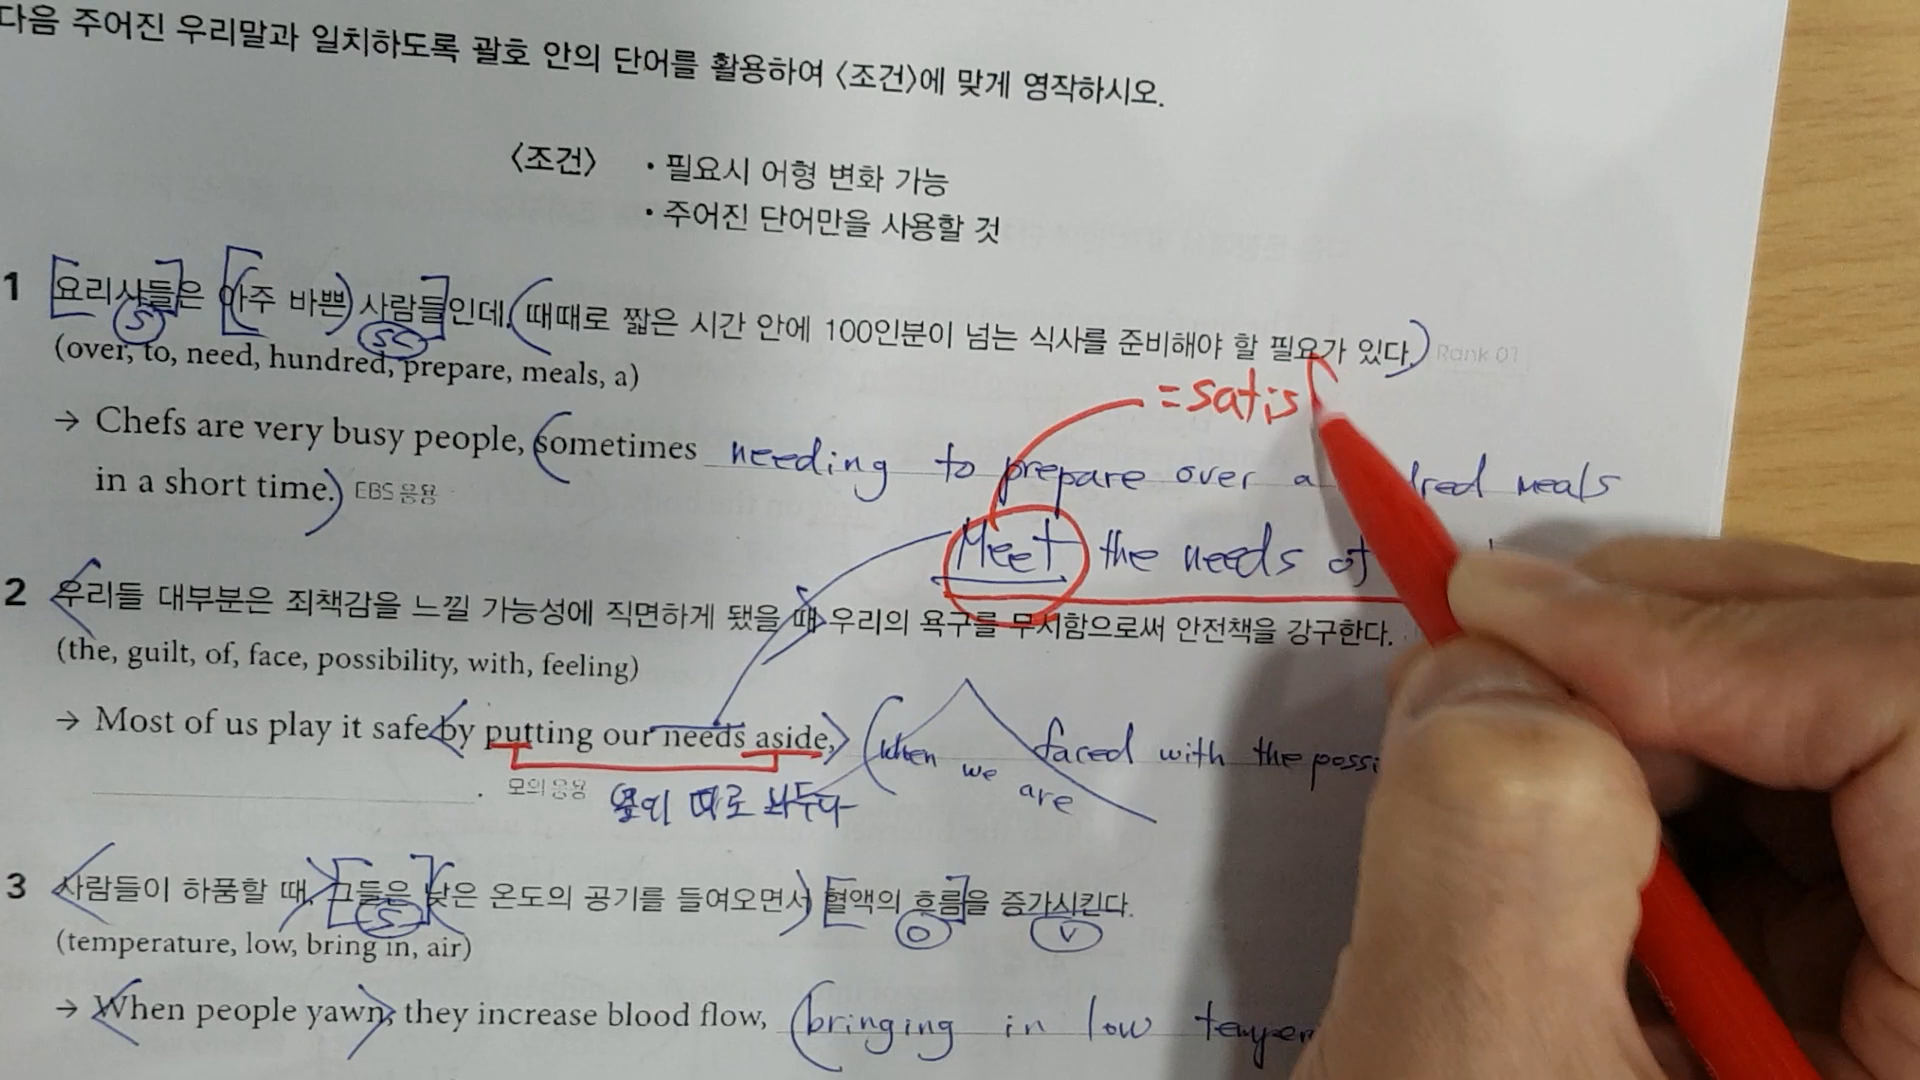 다음 주어진 우리말과 일치하도록 괄호 안의 단어를 활용하여 〈조건〉에 맞게 영작하시오.
〈조건〉 • 필요시 어형 변화 가능
• 주어진 단어만을 사용할 것
1 요리사들은 아주 바쁜 사람들인데, 때때로 짧은 시간 안에 100인분이 넘는 식사를 준비해야 할 필요가 있다. Rank 01
S SC
(over, to, need, hundred, prepare, meals, a)
= satisf
→ Chefs are very busy people, sometimes needing to prepare over a meals
in a short time. EBS 응용
Meet the needs of
2 우리들 대부분은 죄책감을 느낄 가능성에 직면하게 됐을 때 우리의 욕구를 무시함으로써 안전책을 강구한다.
(the, guilt, of, face, possibility, with, feeling)
→ Most of us play it safe by putting our needs aside, when we are faced with the possi
. 모의 응용 따로
3 사람들이 하품할 때, 그들은 낮은 온도의 공기를 들여오면서 혈액의 흐름을 증가시킨다.
S O V
(temperature, low, bring in, air)
→ When people yawn, they increase blood flow, bringing in low temper